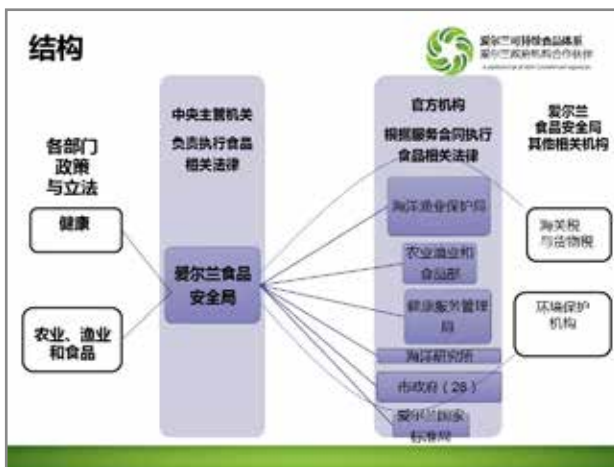 结构
爱尔兰可持续食品体系
爱尔兰政府机构合作伙伴
各部门
政策
与立法
健康
农业、渔业
和食品
中央主管机关
负责执行食品
相关法律
爱尔兰食品
安全局
官方机构
根据服务合同执行
食品相关法律
海洋渔业保护局
农业渔业和
食品部
健康服务管理
局
海洋研究所
市政府（28）
爱尔兰国家
标准局
爱尔兰
食品安全局
其他相关机构
海关税
与货物税
环境保护
机构